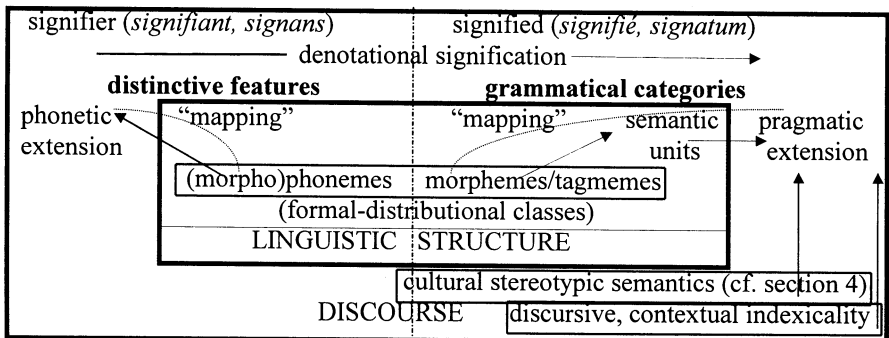 signifier (signifiant, signans) signified (signifié, signatum)
denotational signification
distinctive features grammatical categories
phonetic “mapping” “mapping” semantic pragmatic
extension units extension
(morpho)phonemes morphemes/tagmemes
(formal-distributional classes)
LINGUISTIC STRUCTURE
cultural stereotypic semantics (cf. section 4)
DISCOURSE discursive, contextual indexicality